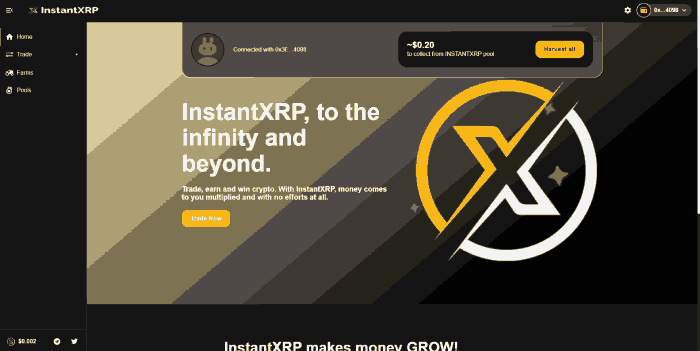 InstantXRP
0x...4098
Home
Trade
Farms
Pools
Connected with 0x3E...4098
~$0.20
to collect from INSTANTXRP pool
Harvest all
InstantXRP, to the
infinity and
beyond.
Trade, earn and win crypto. With InstantXRP, money comes
to you multiplied and with no efforts at all.
Trade Now
$0.002
InstantXRP makes money GROW!